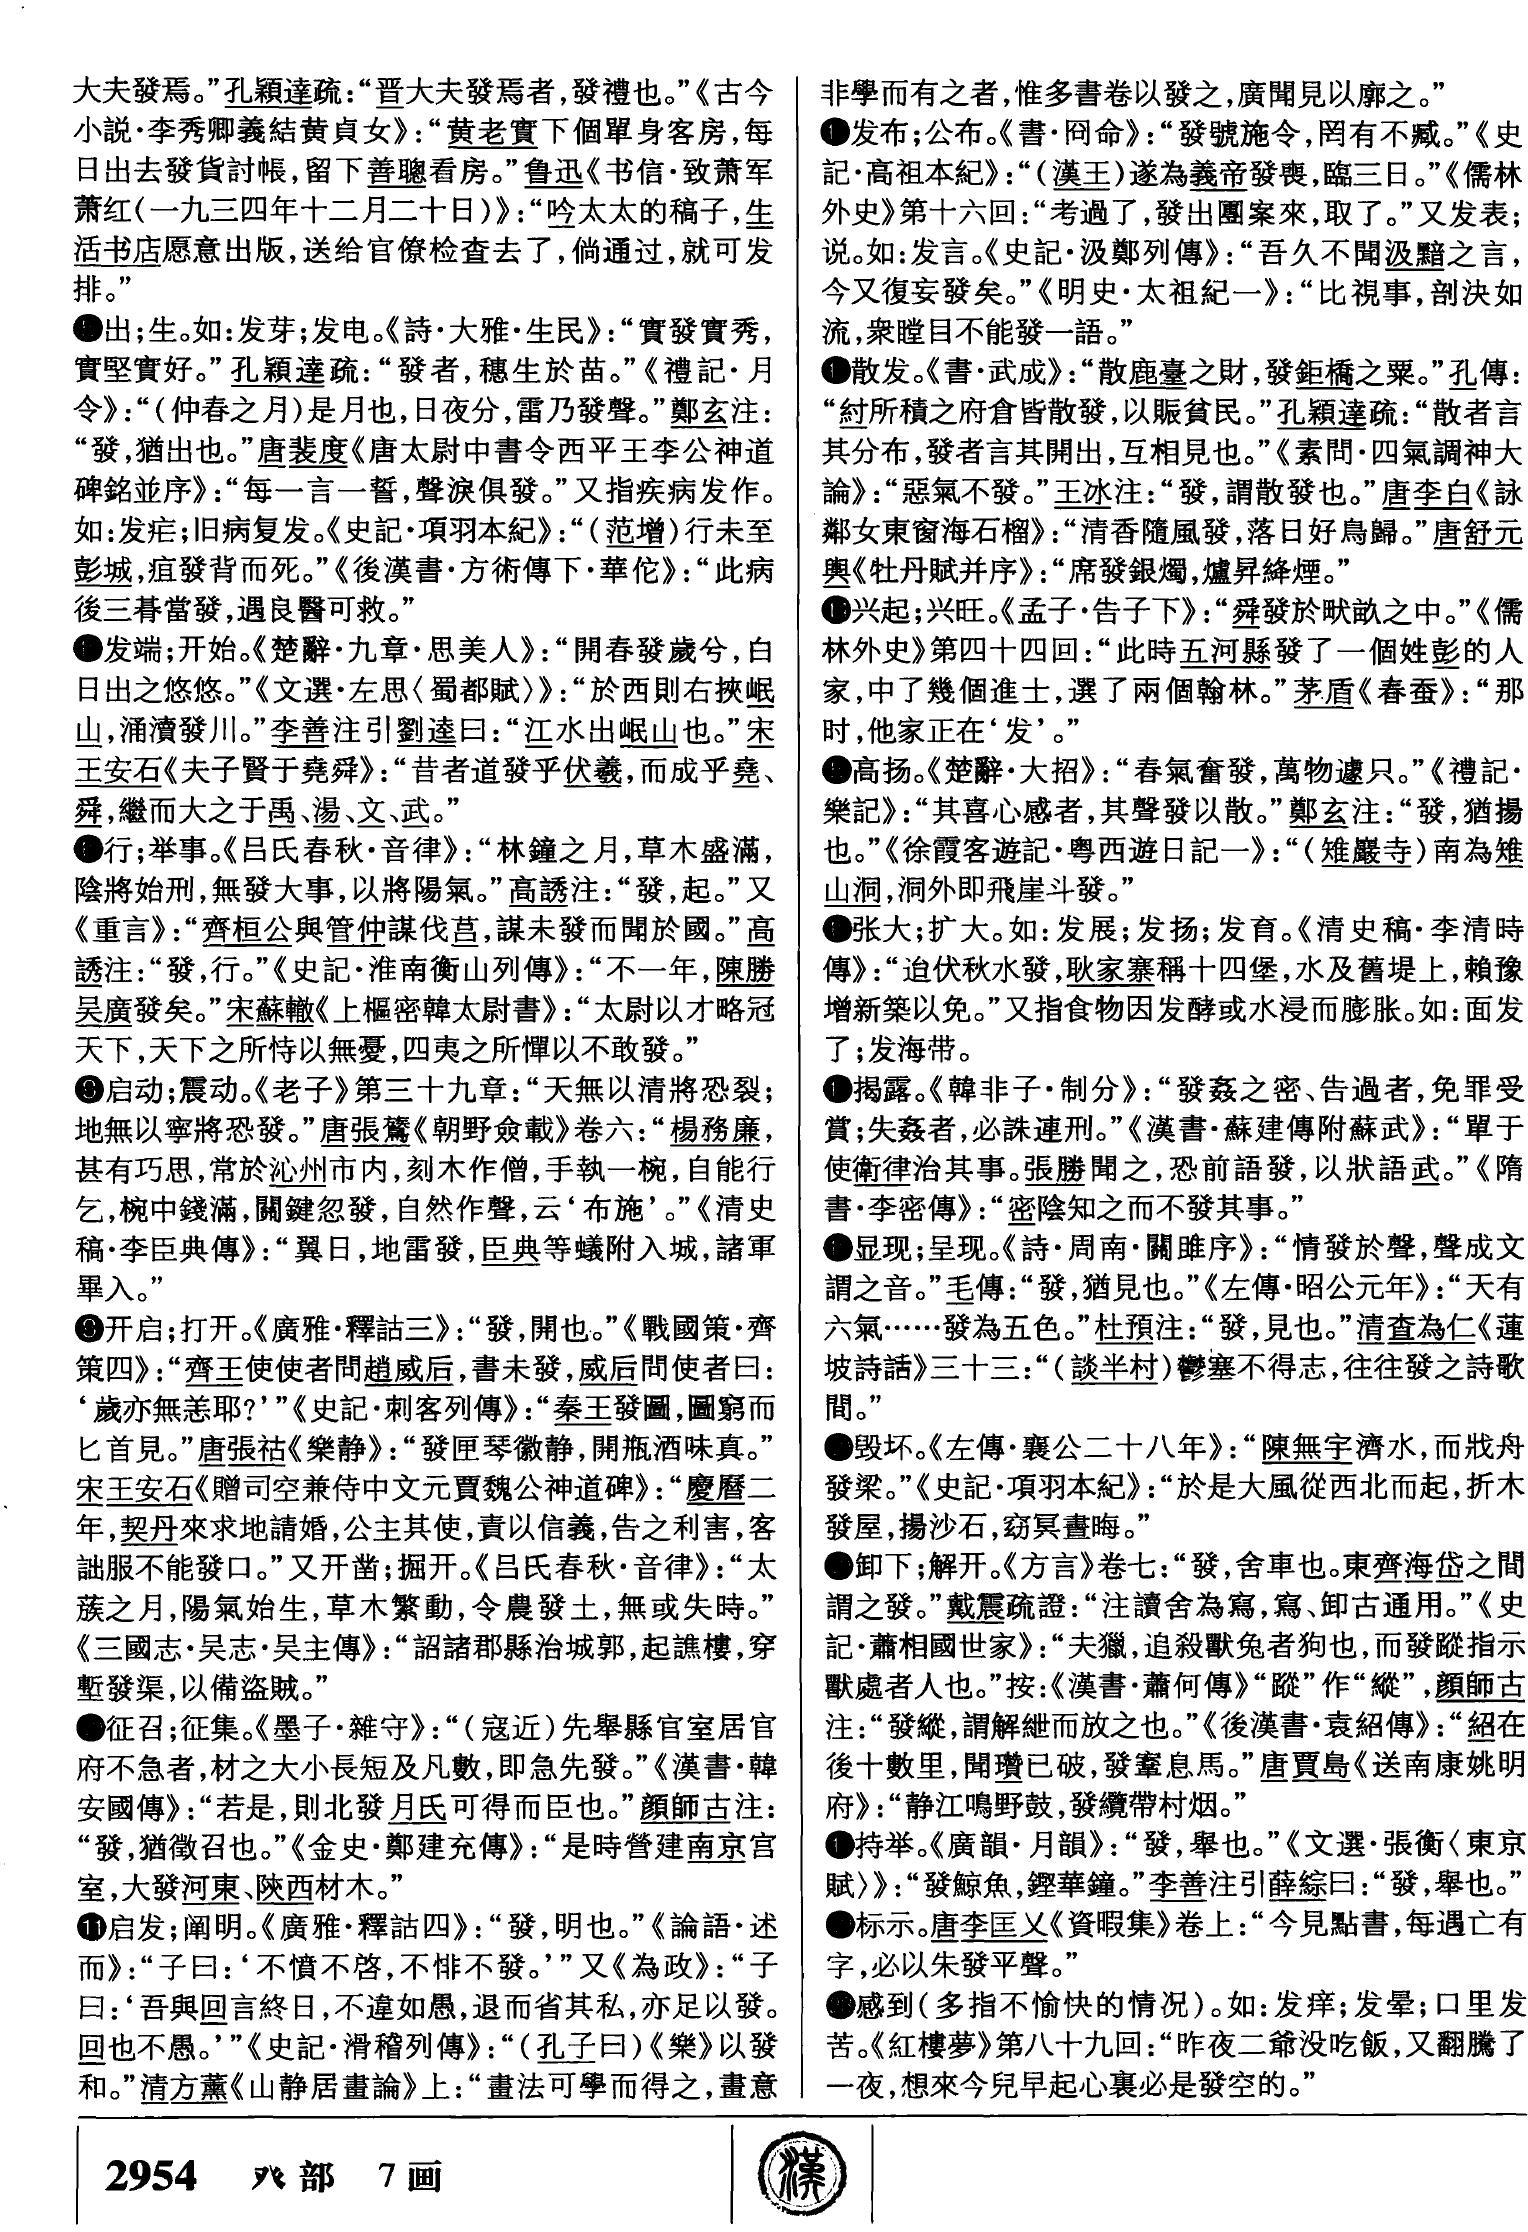 大夫發焉。”孔穎達疏：“晋大夫發焉者，發禮也。”《古今
小説·李秀卿義結黄貞女》：“黄老實下個單身客房，每
日出去發貨討帳，留下善聰看房。”鲁迅《书信·致萧军
萧红（一九三四年十二月二十日）》：“吟太太的稿子，生
活书店愿意出版，送给官僚检查去了，倘通过，就可发
排。”
出；生。如：发芽；发电。《詩·大雅·生民》：“實發實秀，
實堅實好。”孔穎達疏：“發者，穗生於苗。”《禮記·月
令》：“（仲春之月）是月也，日夜分，雷乃發聲。”鄭玄注：
“發，猶出也。”唐裴度《唐太尉中書令西平王李公神道
碑銘並序》：“每一言一誓，聲淚俱發。”又指疾病发作。
如：发疟；旧病复发。《史記·項羽本紀》：“（范增）行未至
彭城，疽發背而死。”《後漢書·方術傳下·華佗》：“此病
後三朞當發，遇良醫可救。”
发端；开始。《楚辭·九章·思美人》：“開春發歲兮，白
日出之悠悠。”《文選·左思〈蜀都賦〉》：“於西則右挾岷
山，涌瀆發川。”李善注引劉逵曰：“江水出岷山也。”宋
王安石《夫子賢于堯舜》：“昔者道發乎伏羲，而成乎堯、
舜，繼而大之于禹、湯、文、武。”
行；举事。《吕氏春秋·音律》：“林鐘之月，草木盛滿，
陰將始刑，無發大事，以將陽氣。”高誘注：“發，起。”又
《重言》：“齊桓公與管仲謀伐莒，謀未發而聞於國。”高
誘注：“發，行。”《史記·淮南衡山列傳》：“不一年，陳勝
吴廣發矣。”宋蘇轍《上樞密韓太尉書》：“太尉以才略冠
天下，天下之所恃以無憂，四夷之所憚以不敢發。”
❽启动；震动。《老子》第三十九章：“天無以清將恐裂；
地無以寧將恐發。”唐張鷟《朝野僉載》卷六：“楊務廉，
甚有巧思，常於沁州市内，刻木作僧，手執一椀，自能行
乞，椀中錢滿，關鍵忽發，自然作聲，云‘布施’。”《清史
稿·李臣典傳》：“翼日，地雷發，臣典等蟻附入城，諸軍
畢入。”
❾开启；打开。《廣雅·釋詁三》：“發，開也。”《戰國策·齊
策四》：“齊王使使者問趙威后，書未發，威后問使者曰：
‘歲亦無恙耶？’”《史記·刺客列傳》：“秦王發圖，圖窮而
匕首見。”唐張祜《樂静》：“發匣琴徽静，開瓶酒味真。”
宋王安石《贈司空兼侍中文元賈魏公神道碑》：“慶曆二
年，契丹來求地請婚，公主其使，責以信義，告之利害，客
詘服不能發口。”又开凿；掘开。《吕氏春秋·音律》：“太
蔟之月，陽氣始生，草木繁動，令農發土，無或失時。”
《三國志·吴志·吴主傳》：“詔諸郡縣治城郭，起譙樓，穿
塹發渠，以備盗賊。”
征召；征集。《墨子·雜守》：“（寇近）先舉縣官室居官
府不急者，材之大小長短及凡數，即急先發。”《漢書·韓
安國傳》：“若是，則北發月氏可得而臣也。”顔師古注：
“發，猶徵召也。”《金史·鄭建充傳》：“是時營建南京宫
室，大發河東、陝西材木。”
⓫启发；阐明。《廣雅·釋詁四》：“發，明也。”《論語·述
而》：“子曰：‘不憤不啓，不悱不發。’”又《為政》：“子
曰：‘吾與回言終日，不違如愚，退而省其私，亦足以發。
回也不愚。’”《史記·滑稽列傳》：“（孔子曰）《樂》以發
和。”清方薰《山静居畫論》上：“畫法可學而得之，畫意
非學而有之者，惟多書卷以發之，廣聞見以廓之。”
发布；公布。《書·冏命》：“發號施令，罔有不臧。”《史
記·高祖本紀》：“（漢王）遂為義帝發喪，臨三日。”《儒林
外史》第十六回：“考過了，發出團案來，取了。”又发表；
说。如：发言。《史記·汲鄭列傳》：“吾久不聞汲黯之言，
今又復妄發矣。”《明史·太祖紀一》：“比視事，剖決如
流，衆瞠目不能發一語。”
散发。《書·武成》：“散鹿臺之財，發鉅橋之粟。”孔傳：
“紂所積之府倉皆散發，以賑貧民。”孔穎達疏：“散者言
其分布，發者言其開出，互相見也。”《素問·四氣調神大
論》：“惡氣不發。”王冰注：“發，謂散發也。”唐李白《詠
鄰女東窗海石榴》：“清香隨風發，落日好鳥歸。”唐舒元
輿《牡丹賦并序》：“席發銀燭，爐昇絳煙。”
兴起；兴旺。《孟子·告子下》：“舜發於畎畝之中。”《儒
林外史》第四十四回：“此時五河縣發了一個姓彭的人
家，中了幾個進士，選了兩個翰林。”茅盾《春蚕》：“那
时，他家正在‘发’。”
高扬。《楚辭·大招》：“春氣奮發，萬物遽只。”《禮記·
樂記》：“其喜心感者，其聲發以散。”鄭玄注：“發，猶揚
也。”《徐霞客遊記·粤西遊日記一》：“（雉巖寺）南為雉
山洞，洞外即飛崖斗發。”
张大；扩大。如：发展；发扬；发育。《清史稿·李清時
傳》：“迨伏秋水發，耿家寨稱十四堡，水及舊堤上，賴豫
增新築以免。”又指食物因发酵或水浸而膨胀。如：面发
了；发海带。
揭露。《韓非子·制分》：“發姦之密、告過者，免罪受
賞；失姦者，必誅連刑。”《漢書·蘇建傳附蘇武》：“單于
使衛律治其事。張勝聞之，恐前語發，以狀語武。”《隋
書·李密傳》：“密陰知之而不發其事。”
显现；呈现。《詩·周南·關雎序》：“情發於聲，聲成文
謂之音。”毛傳：“發，猶見也。”《左傳·昭公元年》：“天有
六氣……發為五色。”杜預注：“發，見也。”清查為仁《蓮
坡詩話》三十三：“（談半村）鬱塞不得志，往往發之詩歌
間。”
毁坏。《左傳·襄公二十八年》：“陳無宇濟水，而戕舟
發梁。”《史記·項羽本紀》：“於是大風從西北而起，折木
發屋，揚沙石，窈冥晝晦。”
卸下；解开。《方言》卷七：“發，舍車也。東齊海岱之間
謂之發。”戴震疏證：“注讀舍為寫，寫、卸古通用。”《史
記·蕭相國世家》：“夫獵，追殺獸兔者狗也，而發蹤指示
獸處者人也。”按：《漢書·蕭何傳》“蹤”作“縱”，顔師古
注：“發縱，謂解紲而放之也。”《後漢書·袁紹傳》：“紹在
後十數里，聞瓚已破，發鞌息馬。”唐賈島《送南康姚明
府》：“静江鳴野鼓，發纜帶村烟。”
持举。《廣韻·月韻》：“發，舉也。”《文選·張衡〈東京
賦〉》：“發鯨魚，鏗華鐘。”李善注引薛綜曰：“發，舉也。”
标示。唐李匡乂《資暇集》卷上：“今見點書，每遇亡有
字，必以朱發平聲。”
感到（多指不愉快的情况）。如：发痒；发晕；口里发
苦。《紅樓夢》第八十九回：“昨夜二爺没吃飯，又翻騰了
一夜，想來今兒早起心裏必是發空的。”
2954 癶部 7画
漢